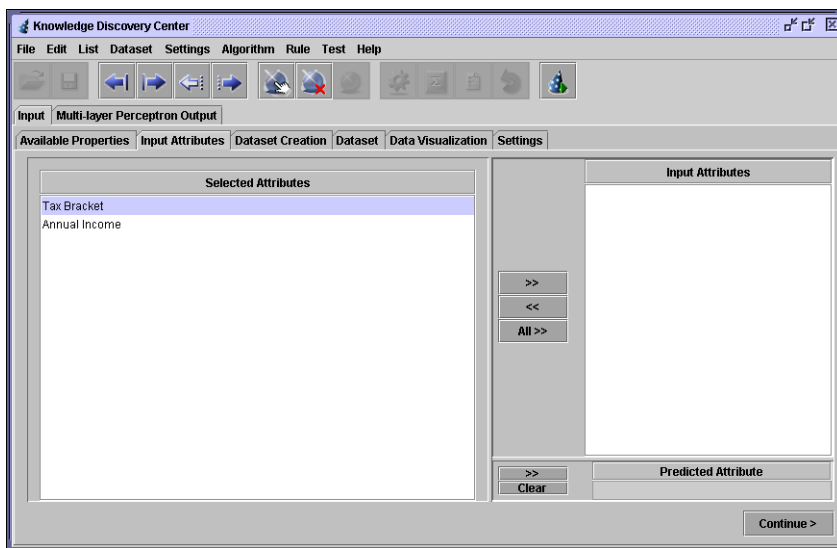 Knowledge Discovery Center
File Edit List Dataset Settings Algorithm Rule Test Help
Input Multi-layer Perceptron Output
Available Properties Input Attributes Dataset Creation Dataset Data Visualization Settings
Selected Attributes
Tax Bracket
Annual Income
>>
<<
All >>
Input Attributes
>>
Clear
Predicted Attribute
Continue >